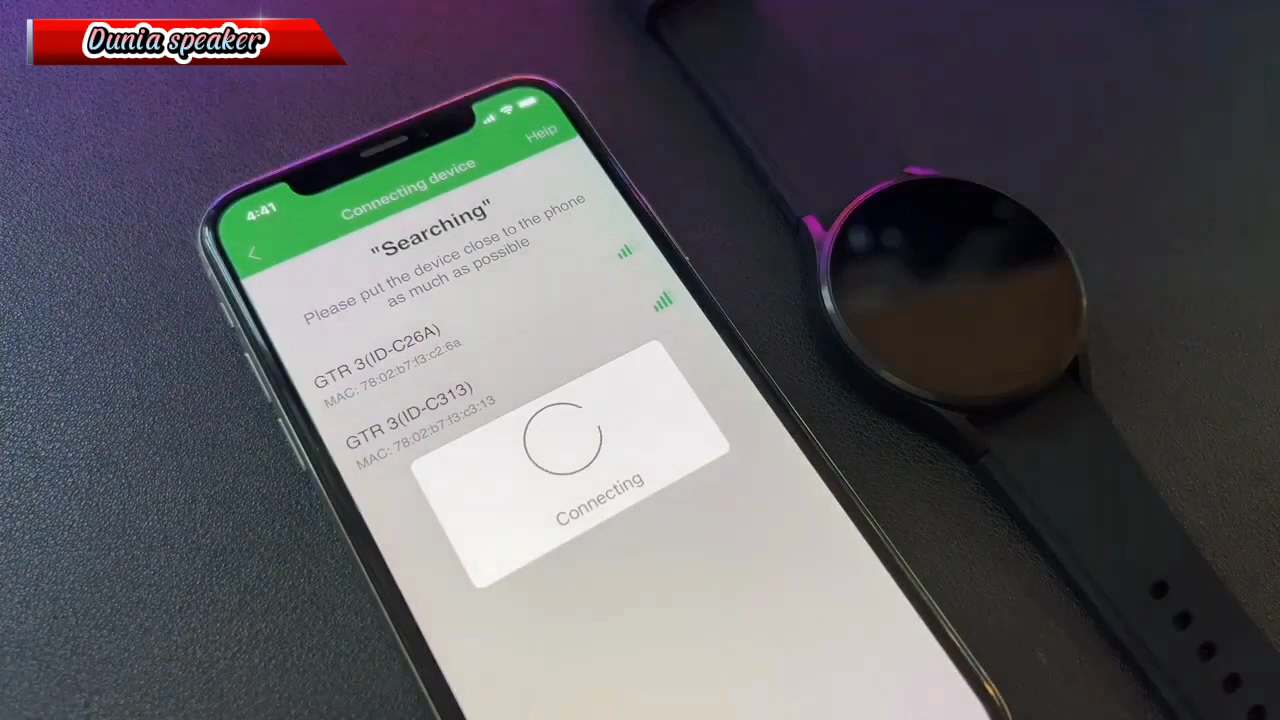 Dunia speaker
4:41
Connecting device
Help
"Searching"
Please put the device close to the phone
as much as possible
GTR 3(ID-C26A)
MAC: 78:02:b7:f3:c2:6a
GTR 3(ID-C313)
MAC: 78:02:b7:f3:c3:13
Connecting